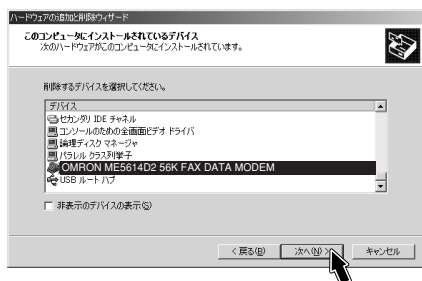 ハードウェアの追加と削除ウィザード
このコンピュータにインストールされているデバイス
次のハードウェアがこのコンピュータにインストールされています。
削除するデバイスを選択してください。
デバイス
セカンダリ IDE チャネル
コンソールのための全画面ビデオ ドライバ
論理ディスク マネージャ
パラレル クラス列挙子
OMRON ME5614D2 56K FAX DATA MODEM
USB ルート ハブ
非表示のデバイスの表示(S)
< 戻る(B) 次へ(N) > キャンセル